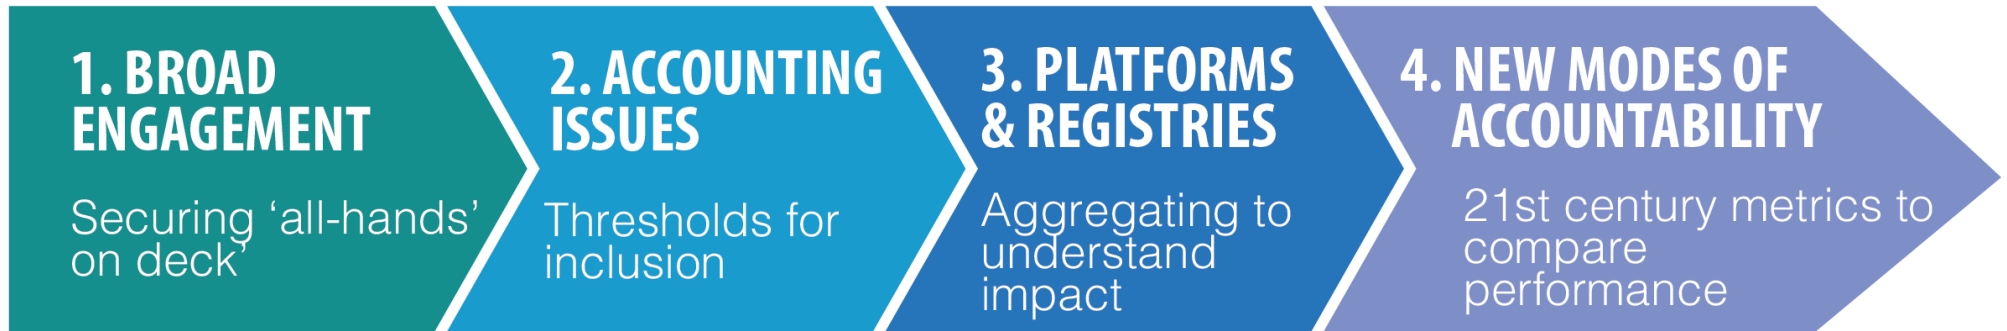 1. BROAD
ENGAGEMENT
Securing ‘all-hands’
on deck’
2. ACCOUNTING
ISSUES
Thresholds for
inclusion
3. PLATFORMS
& REGISTRIES
Aggregating to
understand
impact
4. NEW MODES OF
ACCOUNTABILITY
21st century metrics to
compare
performance